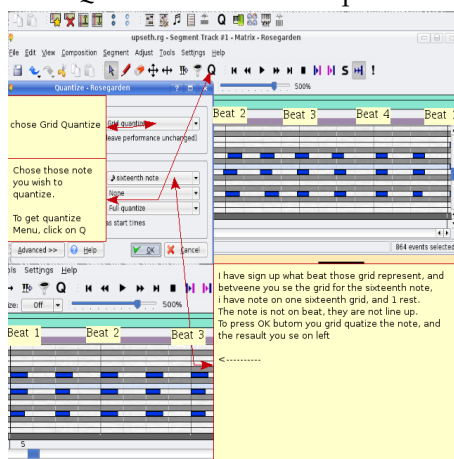 upseth.rg - Segment Track #1 - Matrix - Rosegarden
File Edit View Composition Segment Adjust Tools Settings Help
Q S !
Quantize - Rosegarden
500%
chose Grid Quantize
Grid quantize
leave performance unchanged)
Beat 2 Beat 3 Beat 4 Beat
Chose those note
you wish to
quantize.
To get quantize
Menu, click on Q
sixteenth note
None
Full quantize
as start times
Advanced >> Help OK Cancel
864 events selected
ols Settings Help
Q
ize: Off 500%
Beat 1 Beat 2 Beat 3
5
I have sign up what beat those grid represent, and
betveene you se the grid for the sixteenth note,
i have note on one sixteenth grid, and 1 rest.
The note is not on beat, they are not line up.
To press OK butorn you grid quatize the note, and
the resault you se on left
<----------